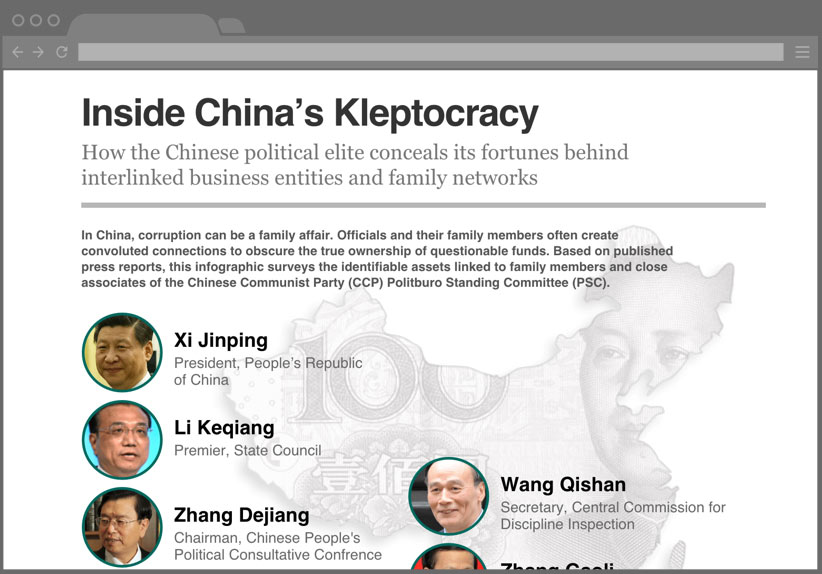 Inside China’s Kleptocracy
How the Chinese political elite conceals its fortunes behind
interlinked business entities and family networks
In China, corruption can be a family affair. Officials and their family members often create
convoluted connections to obscure the true ownership of questionable funds. Based on published
press reports, this infographic surveys the identifiable assets linked to family members and close
associates of the Chinese Communist Party (CCP) Politburo Standing Committee (PSC).
Xi Jinping
President, People’s Republic
of China
Li Keqiang
Premier, State Council
Zhang Dejiang
Chairman, Chinese People's
Political Consultative Confrence
100
壹佰圆
Wang Qishan
Secretary, Central Commission for
Discipline Inspection
Zhang Gaoli